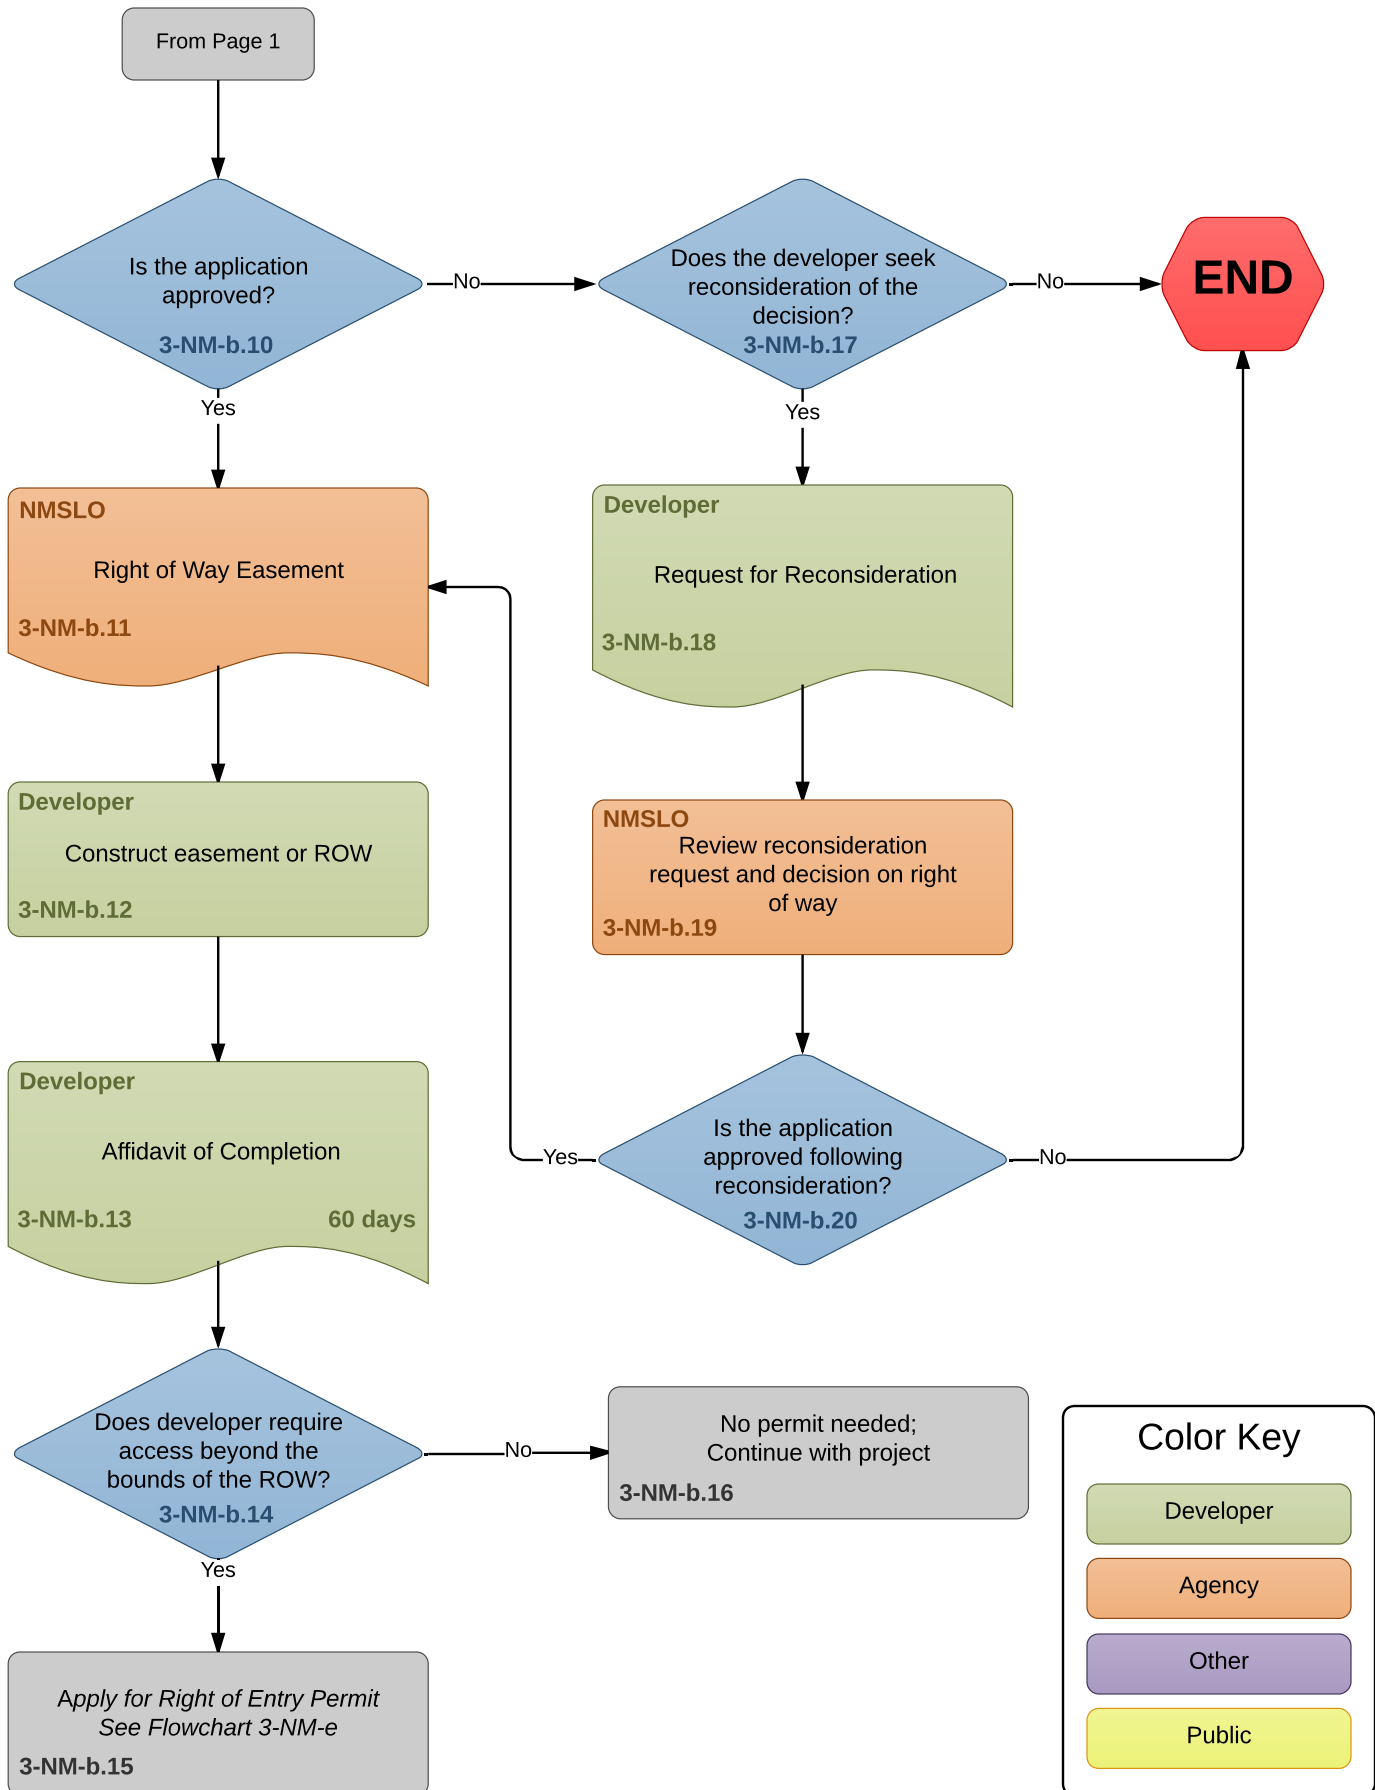 From Page 1
Is the application
approved?
3-NM-b.10
No
Does the developer seek
reconsideration of the
decision?
3-NM-b.17
No
END
Yes
Yes
NMSLO
Right of Way Easement
3-NM-b.11
Developer
Request for Reconsideration
3-NM-b.18
Developer
Construct easement or ROW
3-NM-b.12
NMSLO
Review reconsideration
request and decision on right
of way
3-NM-b.19
Developer
Affidavit of Completion
3-NM-b.13
60 days
Yes
Is the application
approved following
reconsideration?
3-NM-b.20
No
Does developer require
access beyond the
bounds of the ROW?
3-NM-b.14
No
No permit needed;
Continue with project
3-NM-b.16
Yes
Apply for Right of Entry Permit
See Flowchart 3-NM-e
3-NM-b.15
Color Key
Developer
Agency
Other
Public